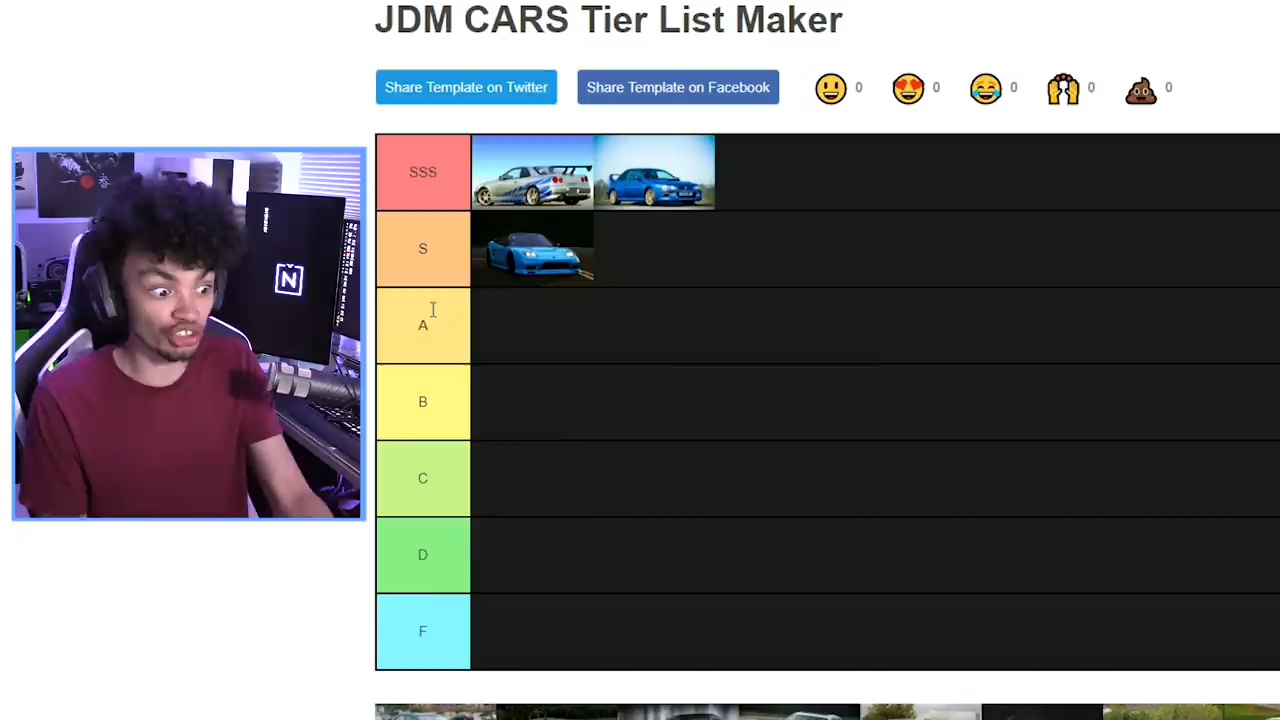 JDM CARS Tier List Maker
Share Template on Twitter
Share Template on Facebook
0
0
0
0
0
SSS
S
A
B
C
D
F
N